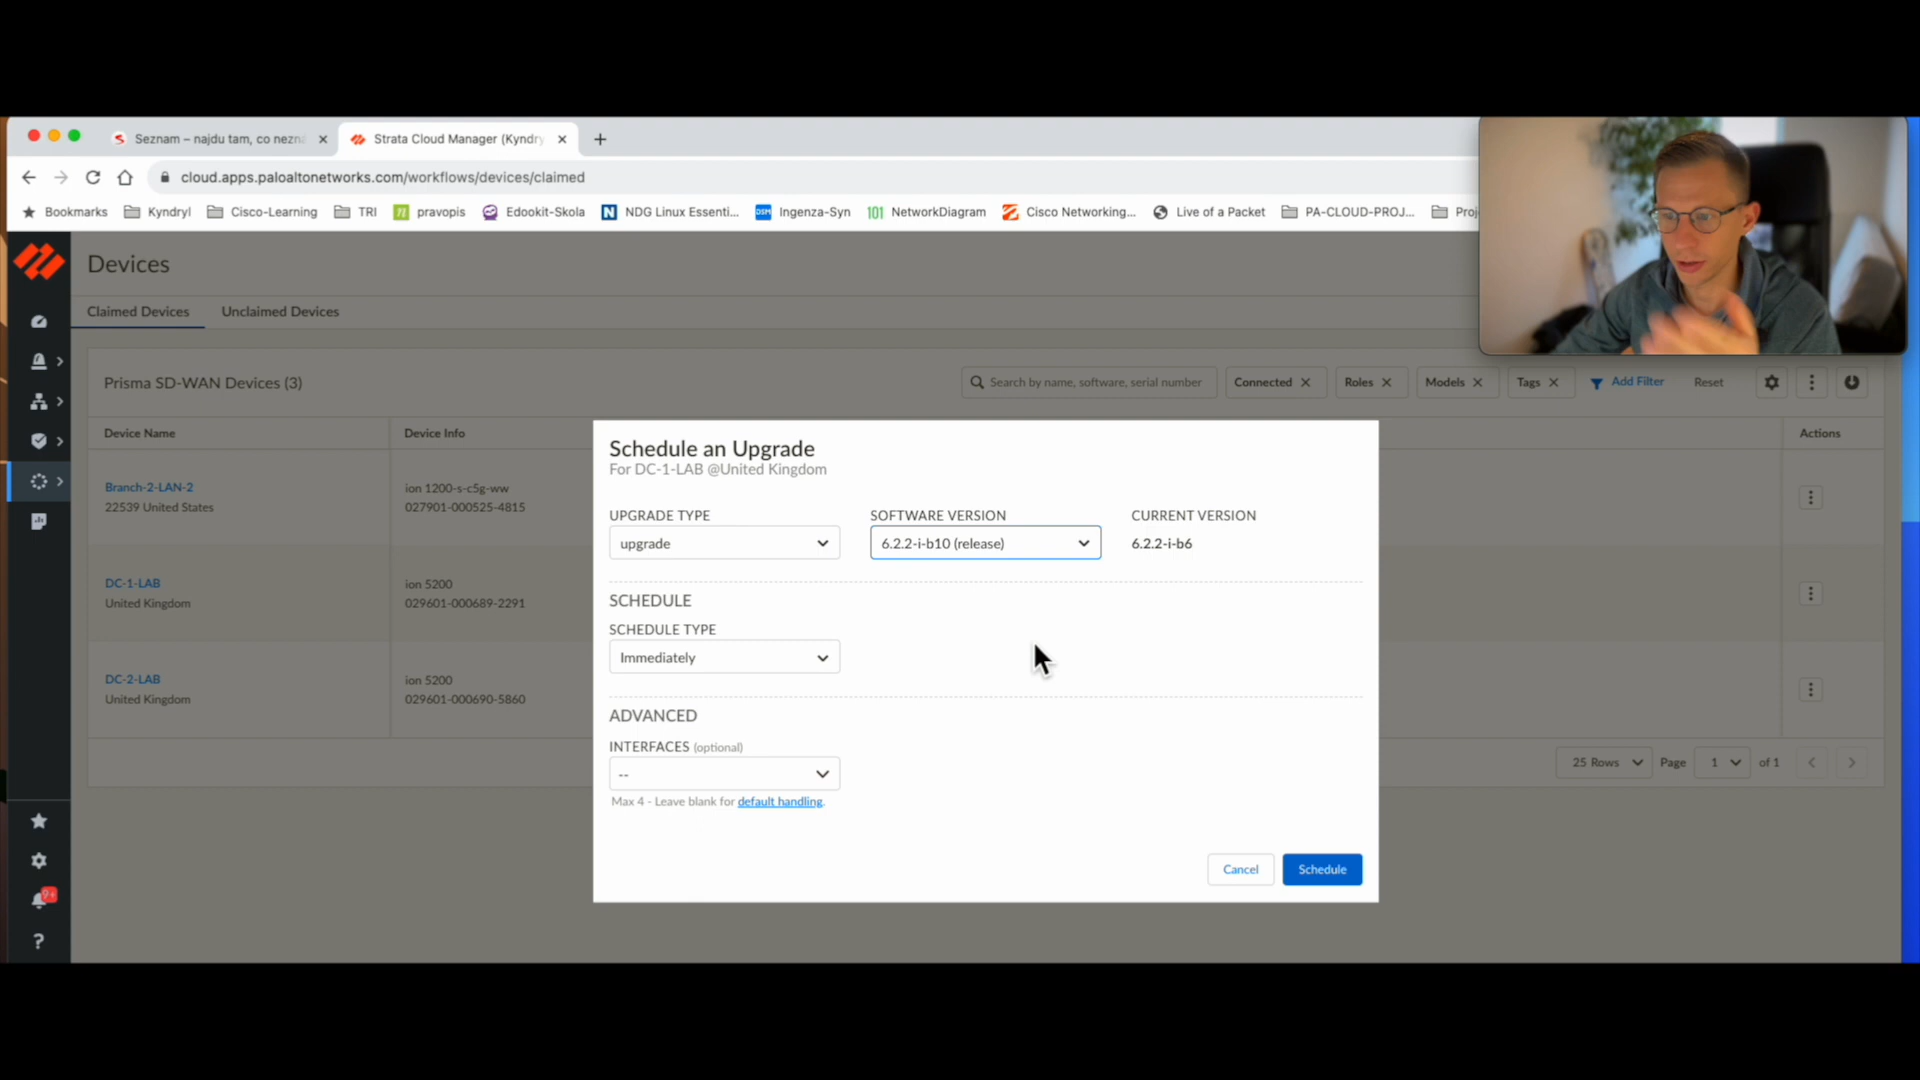 Seznam – najdu tam, co nezn
Strata Cloud Manager (Kyndry
cloud.apps.paloaltonetworks.com/workflows/devices/claimed
Bookmarks
Kyndryl
Cisco-Learning
TRI
pravopis
Edookit-Skola
NDG Linux Essenti...
Ingenza-Syn
NetworkDiagram
Cisco Networking...
Live of a Packet
PA-CLOUD-PROJ...
Proj
Devices
Claimed Devices
Unclaimed Devices
Prisma SD-WAN Devices (3)
Search by name, software, serial number
Connected
Roles
Models
Tags
Add Filter
Reset
Device Name
Device Info
Actions
Branch-2-LAN-2
22539 United States
ion 1200-s-c5g-ww
027901-000525-4815
DC-1-LAB
United Kingdom
ion 5200
029601-000689-2291
DC-2-LAB
United Kingdom
ion 5200
029601-000690-5860
25 Rows
Page
1
of 1
Schedule an Upgrade
For DC-1-LAB @United Kingdom
UPGRADE TYPE
upgrade
SOFTWARE VERSION
6.2.2-i-b10 (release)
CURRENT VERSION
6.2.2-i-b6
SCHEDULE
SCHEDULE TYPE
Immediately
ADVANCED
INTERFACES (optional)
--
Max 4 - Leave blank for default handling.
Cancel
Schedule
9+